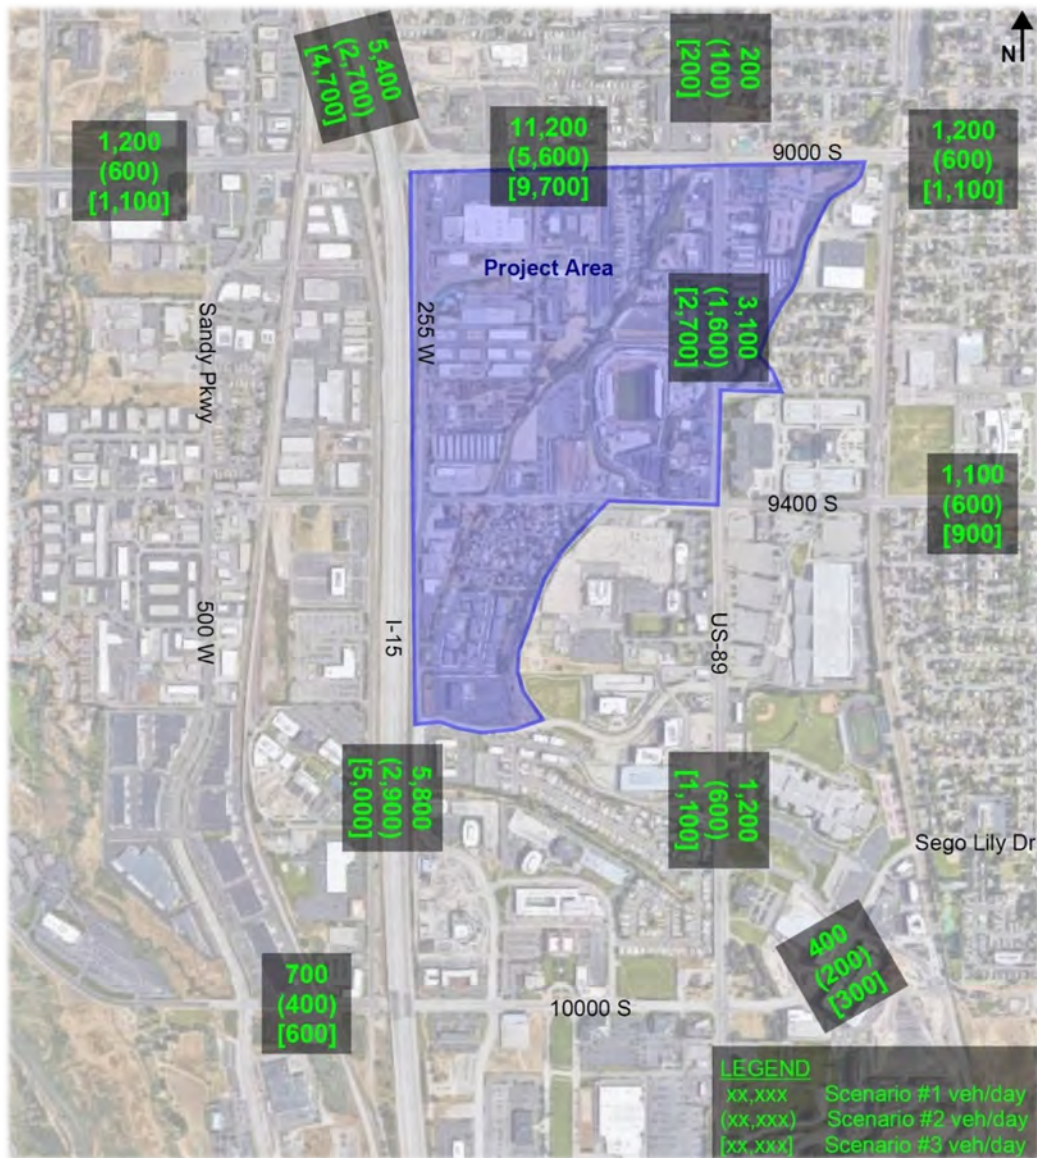 5,400
(2,700)
[4,700]
200
(100)
[200]
N
1,200
(600)
[1,100]
11,200
(5,600)
[9,700]
9000 S
1,200
(600)
[1,100]
Project Area
3,100
(1,600)
[2,700]
Sandy Pkwy
255 W
9400 S
1,100
(600)
[900]
500 W
I-15
US-89
5,800
(2,900)
[5,000]
1,200
(600)
[1,100]
Sego Lily Dr
400
(200)
[300]
700
(400)
[600]
10000 S
LEGEND
xx,xxx Scenario #1 veh/day
(xx,xxx) Scenario #2 veh/day
[xx,xxx] Scenario #3 veh/day